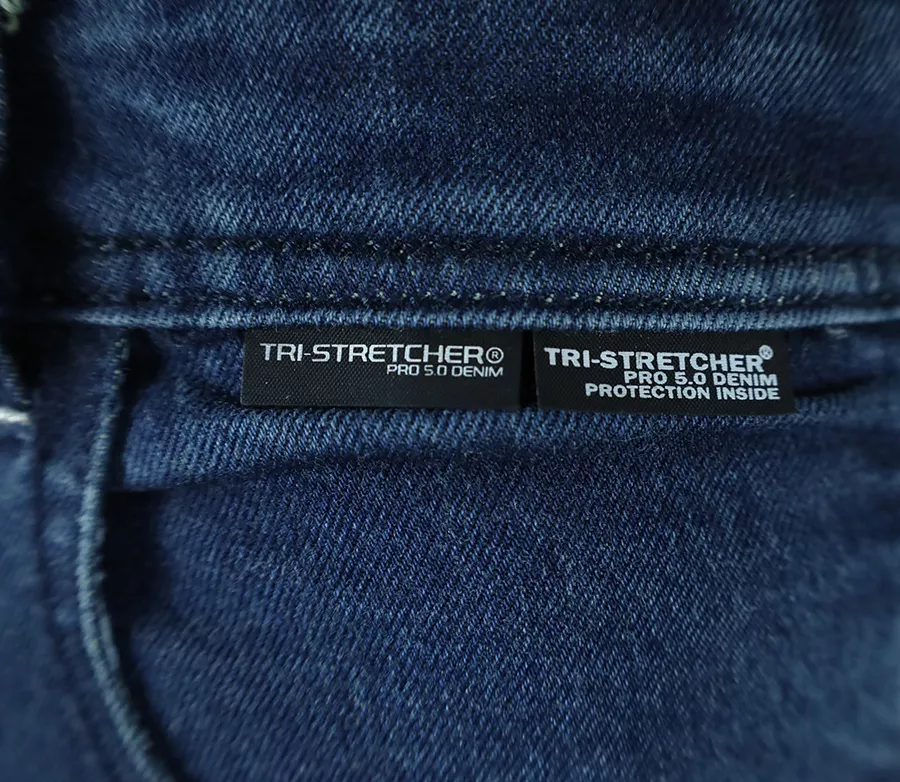 TRI-STRETCHER®
PRO 5.0 DENIM
TRI-STRETCHER®
PRO 5.0 DENIM
PROTECTION INSIDE